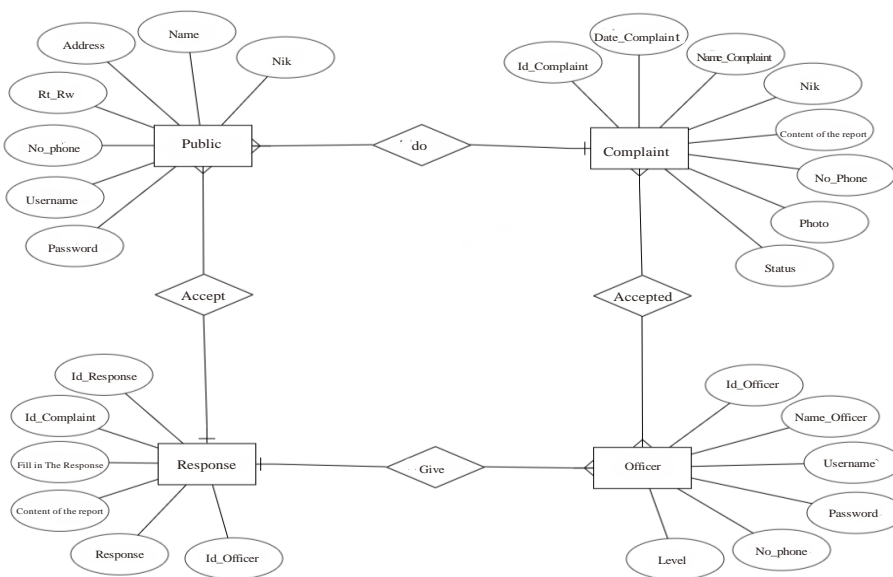 Name
Address
Nik
Rt_Rw
No_phone
Public
Username
Password
do
Date_Complaint
Id_Complaint
Name_Complaint
Nik
Content of the report
Complaint
No_Phone
Photo
Status
Accept
Accepted
Id_Response
Id_Complaint
Fill in The Response
Response
Content of the report
Response
Id_Officer
Give
Id_Officer
Name_Officer
Officer
Username
Password
No_phone
Level